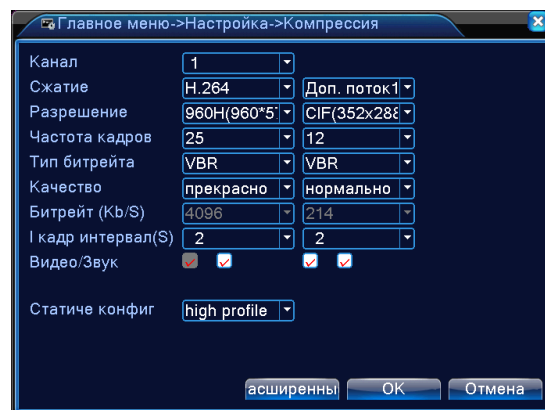 Главное меню->Настройка->Компрессия
Канал 1
Сжатие H.264 Доп. поток1
Разрешение 960H(960*5 CIF(352x288
Частота кадров 25 12
Тип битрейта VBR VBR
Качество прекрасно нормально
Битрейт (Kb/S) 4096 214
I кадр интервал(S) 2 2
Видео/Звук
Статиче конфиг high profile
асширенны OK Отмена